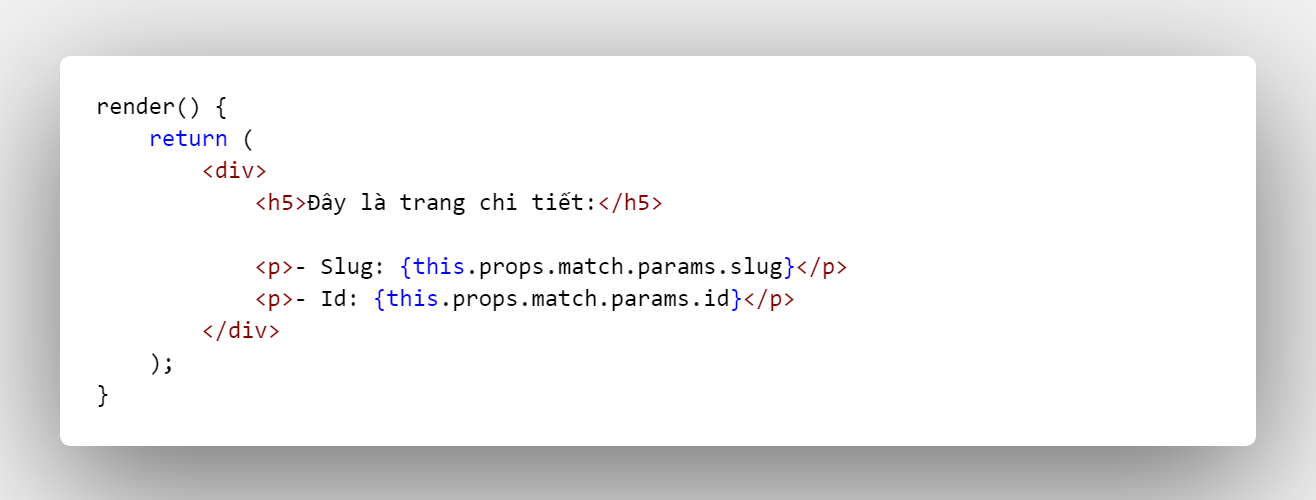 render() {
    return (
        <div>
            <h5>Đây là trang chi tiết:</h5>

            <p>- Slug: {this.props.match.params.slug}</p>
            <p>- Id: {this.props.match.params.id}</p>
        </div>
    );
}